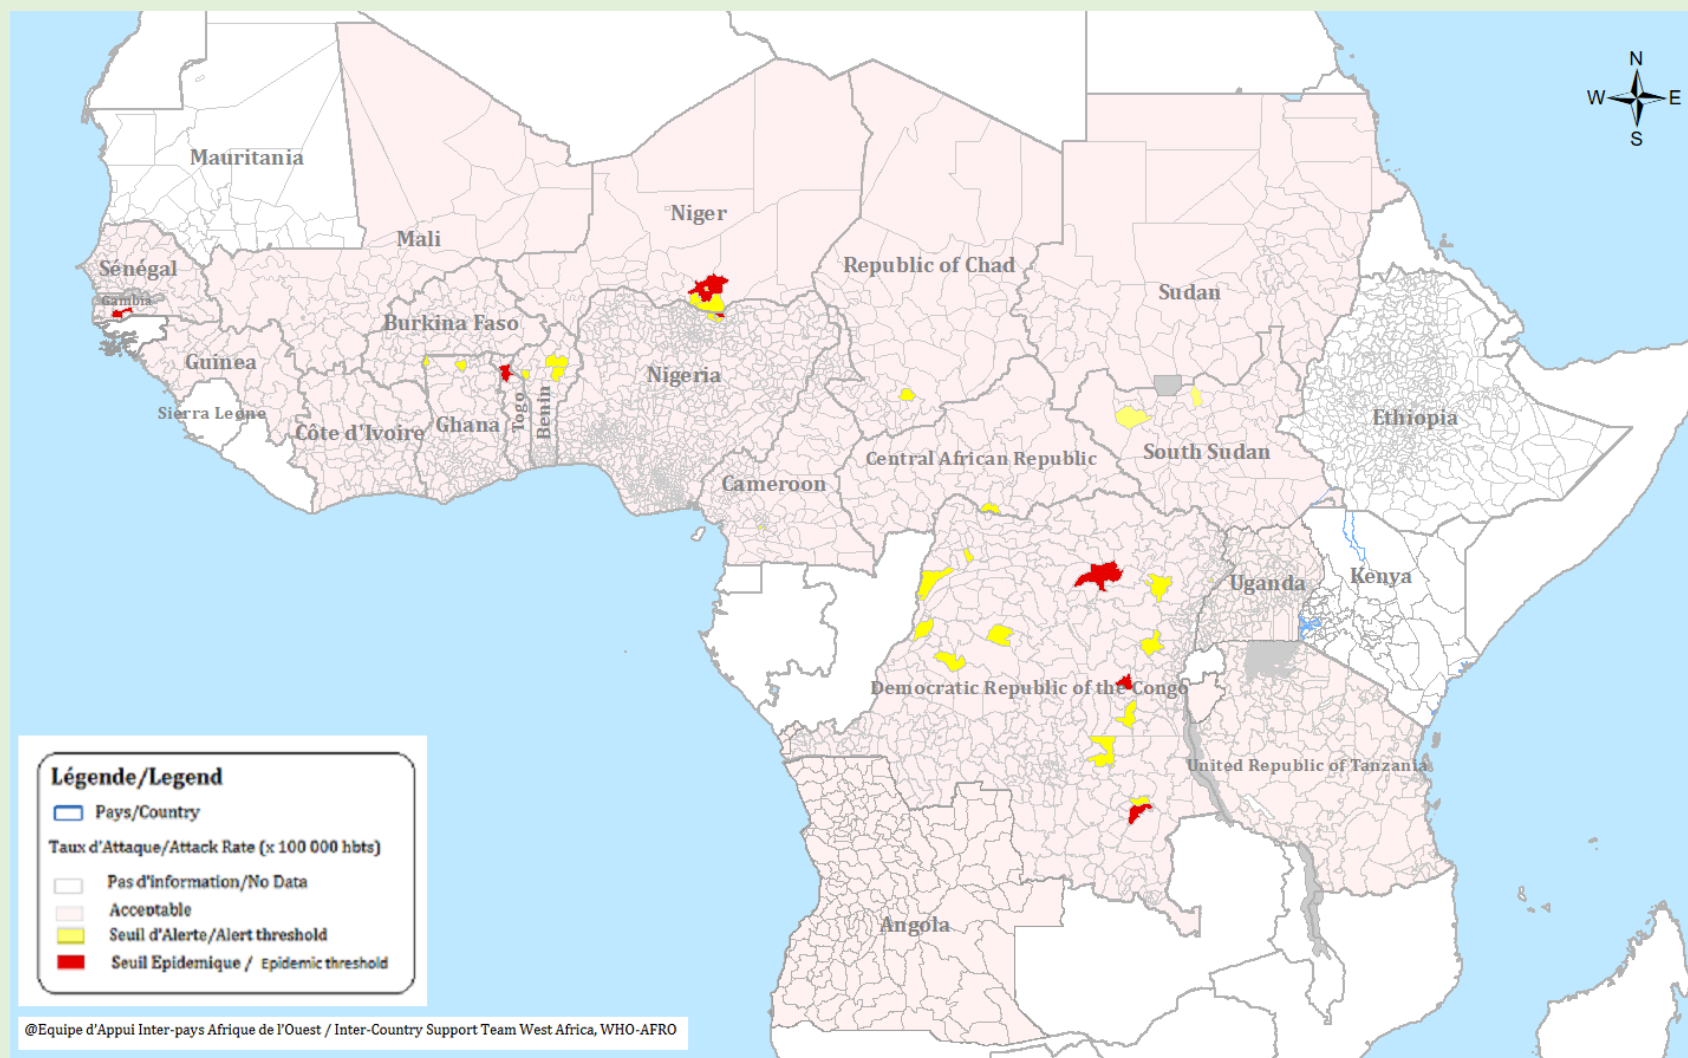 N
W E
S
Mauritania
Niger
Mali
Sénégal
Republic of Chad
Sudan
Gambia
Burkina Faso
Guinea
Nigeria
Sierra Leone
Côte d'Ivoire
Ghana
Togo
Benin
Ethiopia
South Sudan
Central African Republic
Cameroon
Uganda
Kenya
Democratic Republic of the Congo
United Republic of Tanzania
Angola
Légende/Legend
Pays/Country
Taux d'Attaque/Attack Rate (x 100 000 hbts)
Pas d'information/No Data
Acceptable
Seuil d'Alerte/Alert threshold
Seuil Epidemique / Epidemic threshold
@Equipe d'Appui Inter-pays Afrique de l'Ouest / Inter-Country Support Team West Africa, WHO-AFRO